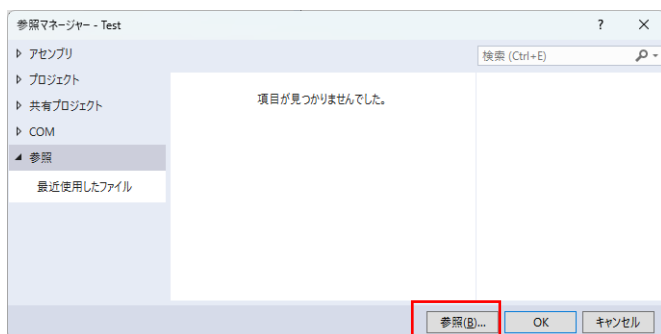 参照マネージャー - Test
? ×
アセンブリ
検索 (Ctrl+E)
プロジェクト
項目が見つかりませんでした。
共有プロジェクト
COM
参照
最近使用したファイル
参照(B)... OK キャンセル